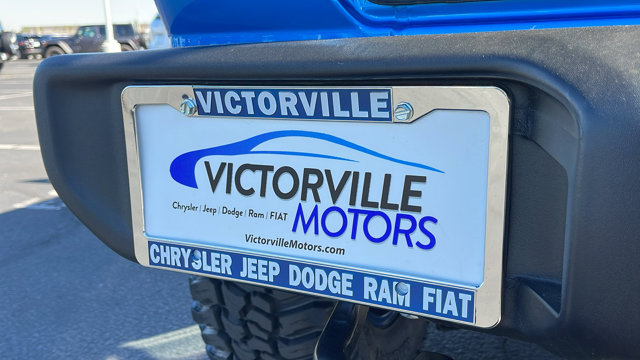 VICTORVILLE
VICTORVILLE
Chrysler | Jeep | Dodge | Ram | FIAT
MOTORS
VictorvilleMotors.com
CHRYSLER JEEP DODGE RAM FIAT